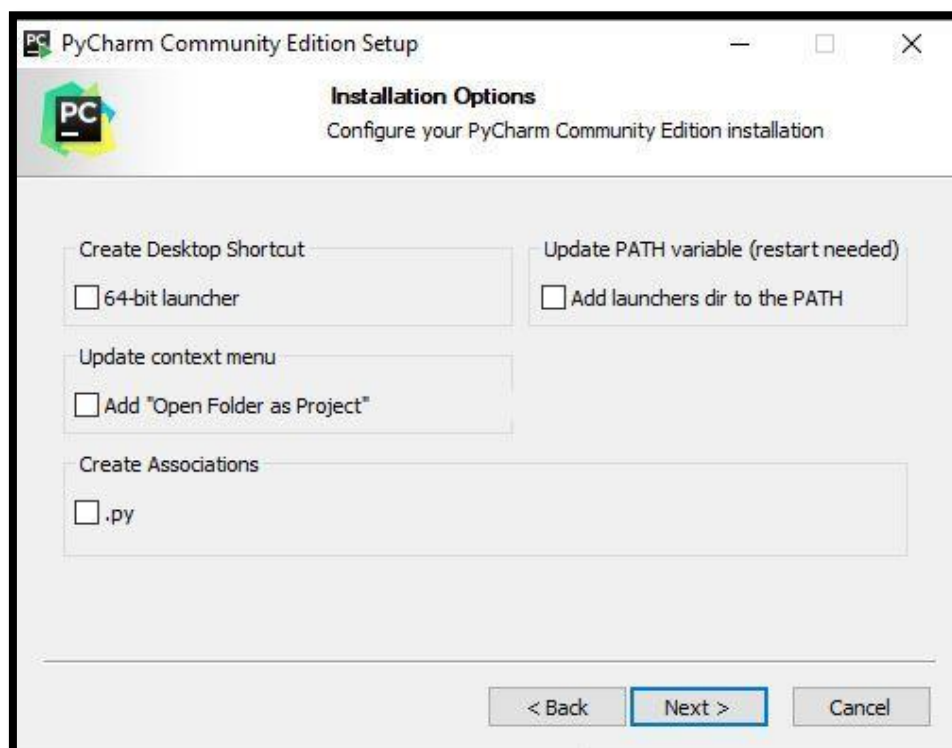 PyCharm Community Edition Setup
PC
Installation Options
Configure your PyCharm Community Edition installation
Create Desktop Shortcut
64-bit launcher
Update PATH variable (restart needed)
Add launchers dir to the PATH
Update context menu
Add "Open Folder as Project"
Create Associations
.py
< Back
Next >
Cancel